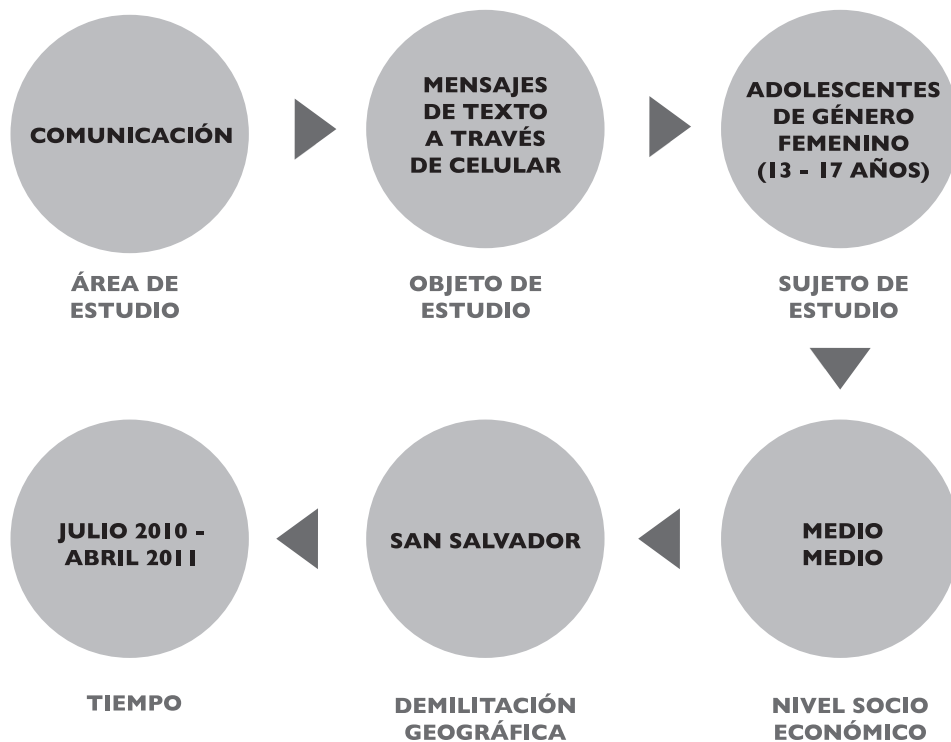 COMUNICACIÓN
ÁREA DE
ESTUDIO
MENSAJES
DE TEXTO
A TRAVÉS
DE CELULAR
OBJETO DE
ESTUDIO
ADOLESCENTES
DE GÉNERO
FEMENINO
(13 - 17 AÑOS)
SUJETO DE
ESTUDIO
MEDIO
MEDIO
NIVEL SOCIO
ECONÓMICO
SAN SALVADOR
DEMILITACIÓN
GEOGRÁFICA
JULIO 2010 -
ABRIL 2011
TIEMPO